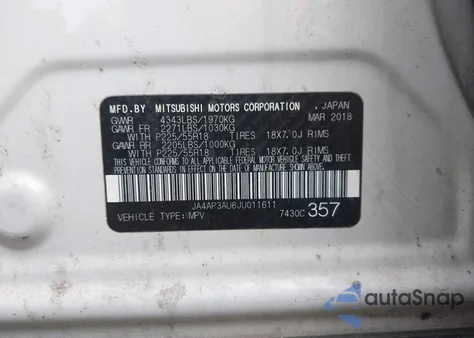 MFD.BY MITSUBISHI MOTORS CORPORATION . JAPAN
GVWR 4343LBS/1970KG MAR 2018
GAWR FR 2271LBS/1030KG
WITH P225/55R18 TIRES 18X7.0J RIMS
GAWR RR 2205LBS/1000KG
WITH P225/55R18 TIRES 18X7.0J RIMS
THIS VEHICLE CONFORMS TO ALL APPLICABLE
FEDERAL MOTOR VEHICLE SAFETY AND THEFT
PREVENTION STANDARDS IN EFFECT ON THE DATE OF
MANUFACTURE SHOWN ABOVE.
JA4AP3AU6JU011611
VEHICLE TYPE:MPV 7430C 357
autoSnap